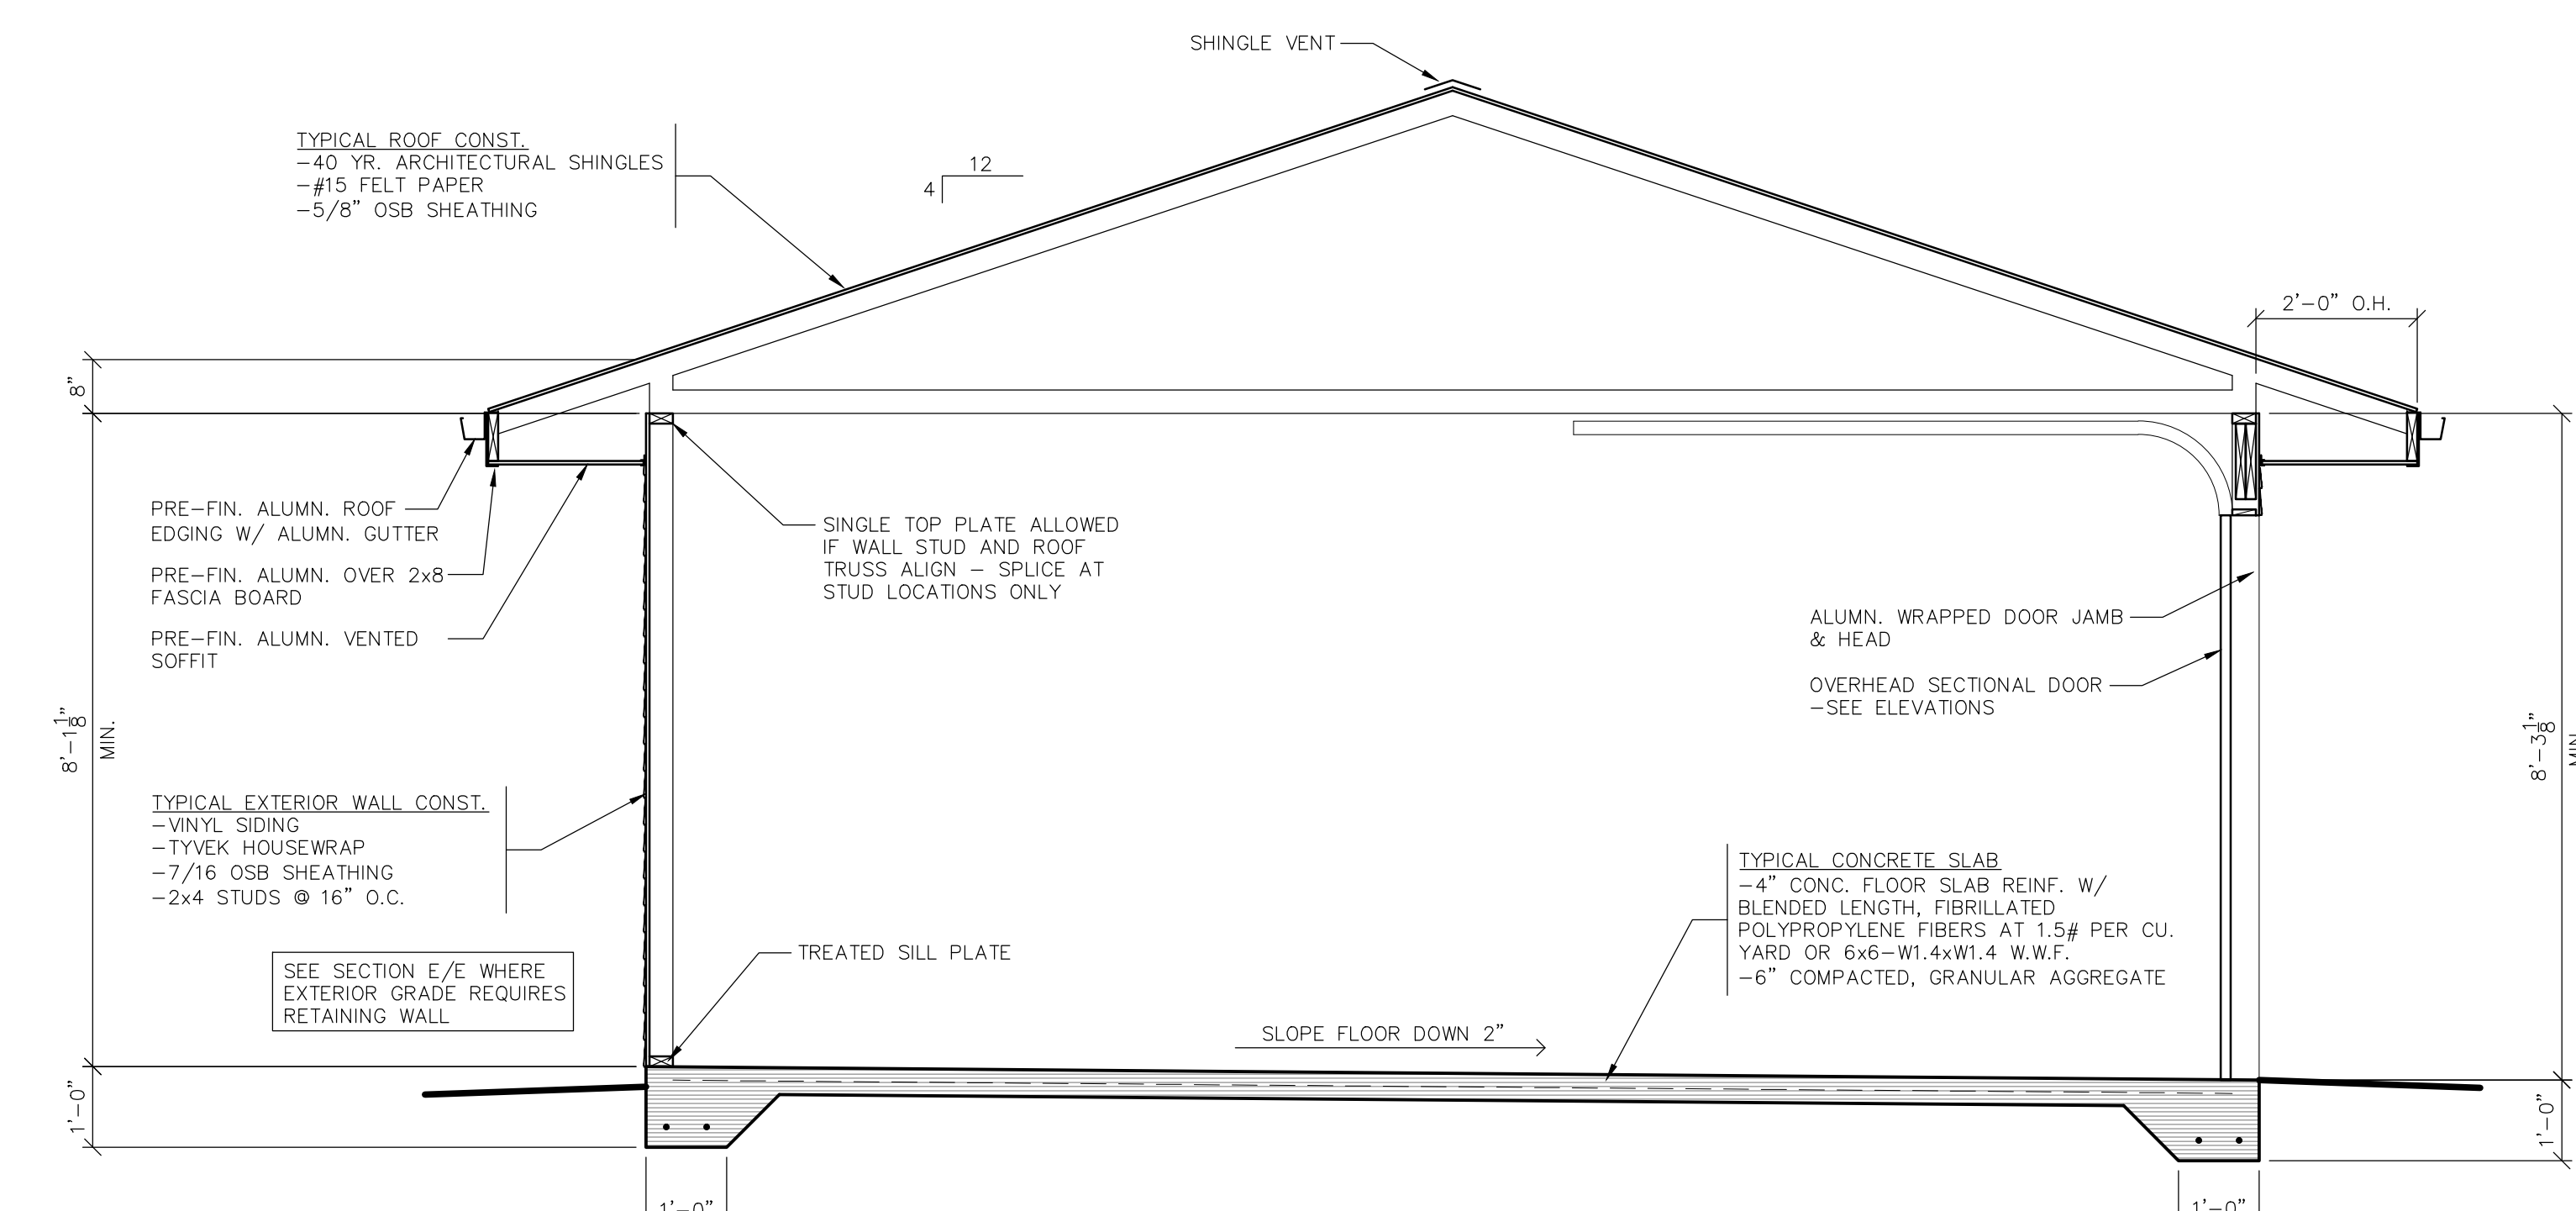 SHINGLE VENT
TYPICAL ROOF CONST.
-40 YR. ARCHITECTURAL SHINGLES
-#15 FELT PAPER
-5/8" OSB SHEATHING
12
4
2'-0" O.H.
8"
PRE-FIN. ALUMN. ROOF
EDGING W/ ALUMN. GUTTER
PRE-FIN. ALUMN. OVER 2x8
FASCIA BOARD
PRE-FIN. ALUMN. VENTED
SOFFIT
SINGLE TOP PLATE ALLOWED
IF WALL STUD AND ROOF
TRUSS ALIGN - SPLICE AT
STUD LOCATIONS ONLY
ALUMN. WRAPPED DOOR JAMB
& HEAD
OVERHEAD SECTIONAL DOOR
-SEE ELEVATIONS
8'-1 1/8"
MIN.
8'-3 1/8"
MIN.
TYPICAL EXTERIOR WALL CONST.
-VINYL SIDING
-TYVEK HOUSEWRAP
-7/16 OSB SHEATHING
-2x4 STUDS @ 16" O.C.
TYPICAL CONCRETE SLAB
-4" CONC. FLOOR SLAB REINF. W/
BLENDED LENGTH, FIBRILLATED
POLYPROPYLENE FIBERS AT 1.5# PER CU.
YARD OR 6x6-W1.4xW1.4 W.W.F.
-6" COMPACTED, GRANULAR AGGREGATE
SEE SECTION E/E WHERE
EXTERIOR GRADE REQUIRES
RETAINING WALL
TREATED SILL PLATE
SLOPE FLOOR DOWN 2"
1'-0"
1'-0"
1'-0"
1'-0"